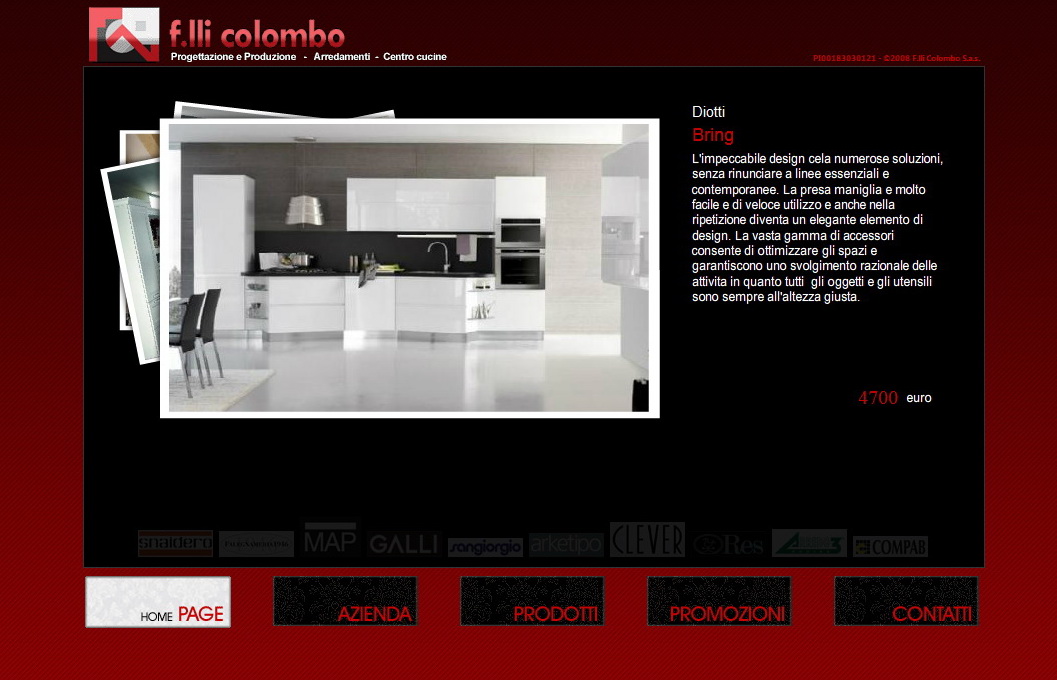 f.lli colombo
Progettazione e Produzione - Arredamenti - Centro cucine
PI00183030121 - ©2008 F.lli Colombo S.a.s.
Diotti
Bring
L'impeccabile design cela numerose soluzioni,
senza rinunciare a linee essenziali e
contemporanee. La presa maniglia e molto
facile e di veloce utilizzo e anche nella
ripetizione diventa un elegante elemento di
design. La vasta gamma di accessori
consente di ottimizzare gli spazi e
garantiscono uno svolgimento razionale delle
attivita in quanto tutti gli oggetti e gli utensili
sono sempre all'altezza giusta.
4700 euro
snaidero
MAP
GALLI
sangiorgio
arketipo
CLEVER
Res
COMPAB
HOME PAGE
AZIENDA
PRODOTTI
PROMOZIONI
CONTATTI